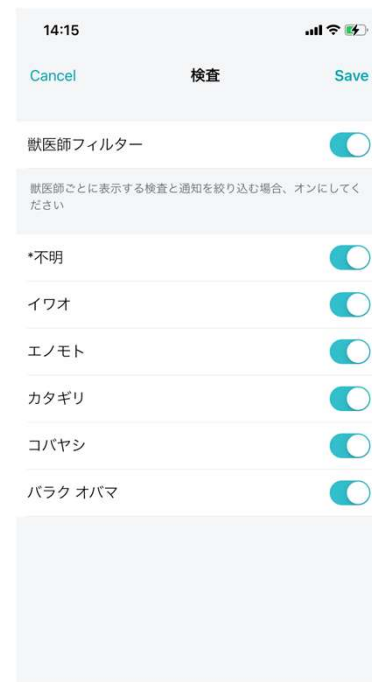 14:15
Cancel 検査 Save
獣医師フィルター
獣医師ごとに表示する検査と通知を絞り込む場合、オンにしてく
ださい
*不明
イワオ
エノモト
カタギリ
コバヤシ
バラク オバマ